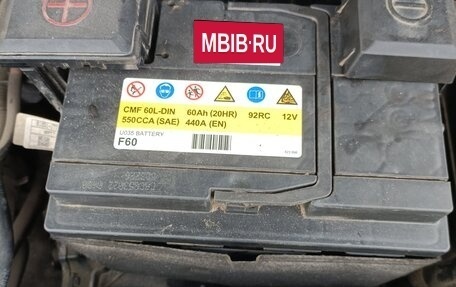 MBIB.RU
CMF 60L-DIN 60Ah (20HR) 92RC 12V
550CCA (SAE) 440A (EN)
U035 BATTERY
F60